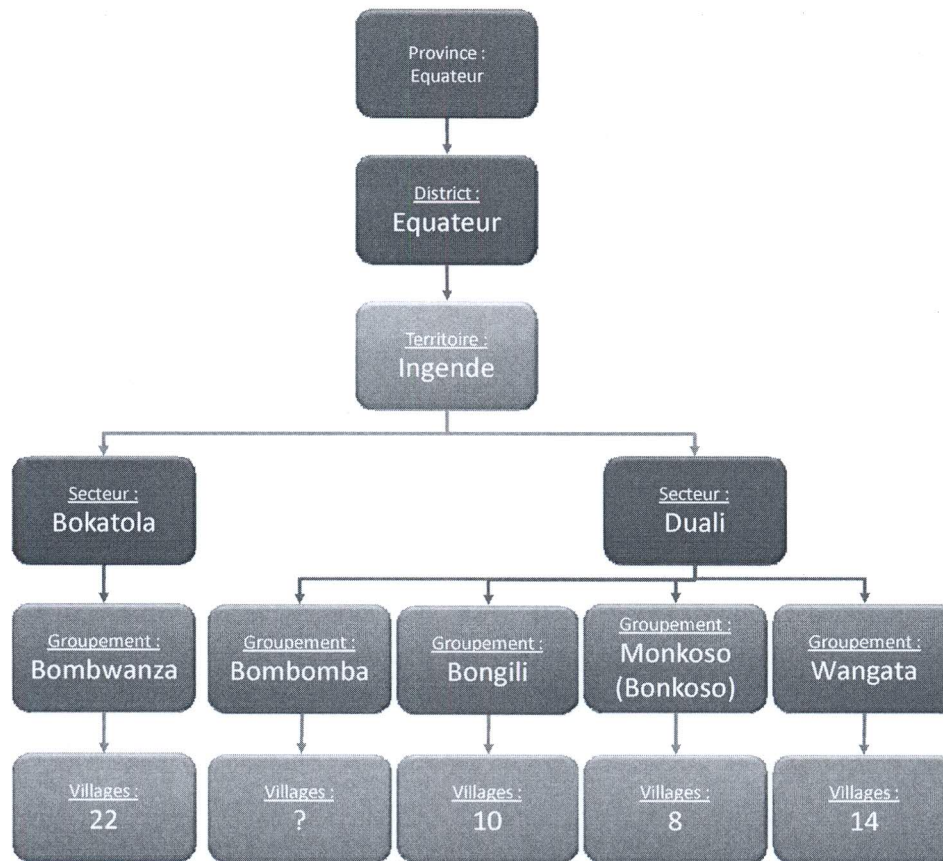 Province :
Equateur
District :
Equateur
Territoire :
Ingende
Secteur :
Bokatola
Secteur :
Duali
Groupement :
Bombwanza
Groupement :
Bombomba
Groupement :
Bongili
Groupement :
Monkoso
(Bonkoso)
Groupement :
Wangata
Villages :
22
Villages :
?
Villages :
10
Villages :
8
Villages :
14